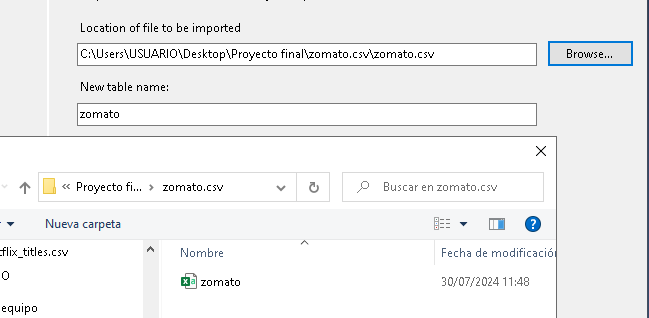 Location of file to be imported
C:\Users\USUARIO\Desktop\Proyecto final\zomato.csv\zomato.csv
Browse...
New table name:
zomato
« Proyecto fi... > zomato.csv
Buscar en zomato.csv
Nueva carpeta
tflix_titles.csv
O
equipo
Nombre
Fecha de modificación
zomato
30/07/2024 11:48